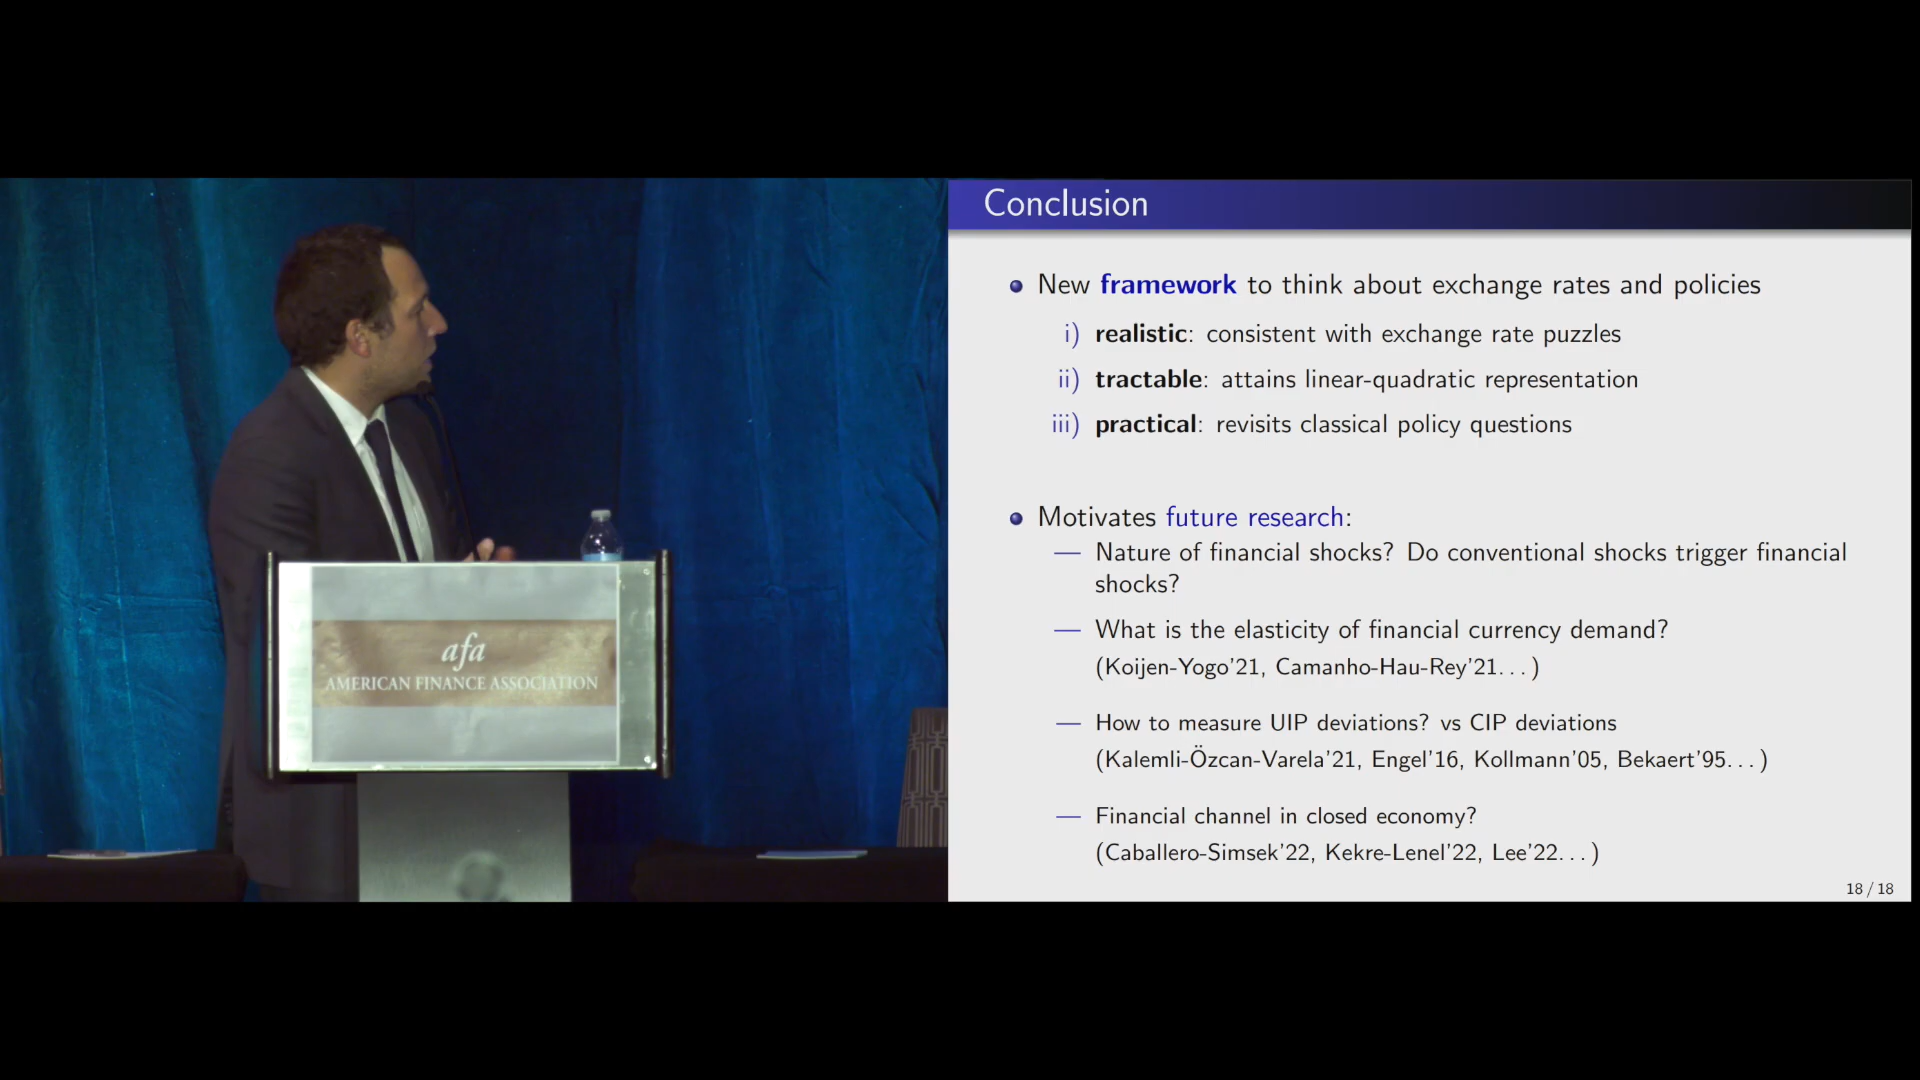 Conclusion
New framework to think about exchange rates and policies
i) realistic: consistent with exchange rate puzzles
ii) tractable: attains linear-quadratic representation
iii) practical: revisits classical policy questions
Motivates future research:
— Nature of financial shocks? Do conventional shocks trigger financial
shocks?
— What is the elasticity of financial currency demand?
(Koijen-Yogo'21, Camanho-Hau-Rey'21...)
— How to measure UIP deviations? vs CIP deviations
(Kalemli-Özcan-Varela'21, Engel'16, Kollmann'05, Bekaert'95...)
— Financial channel in closed economy?
(Caballero-Simsek'22, Kekre-Lenel'22, Lee'22...)
18 / 18
afa
AMERICAN FINANCE ASSOCIATION